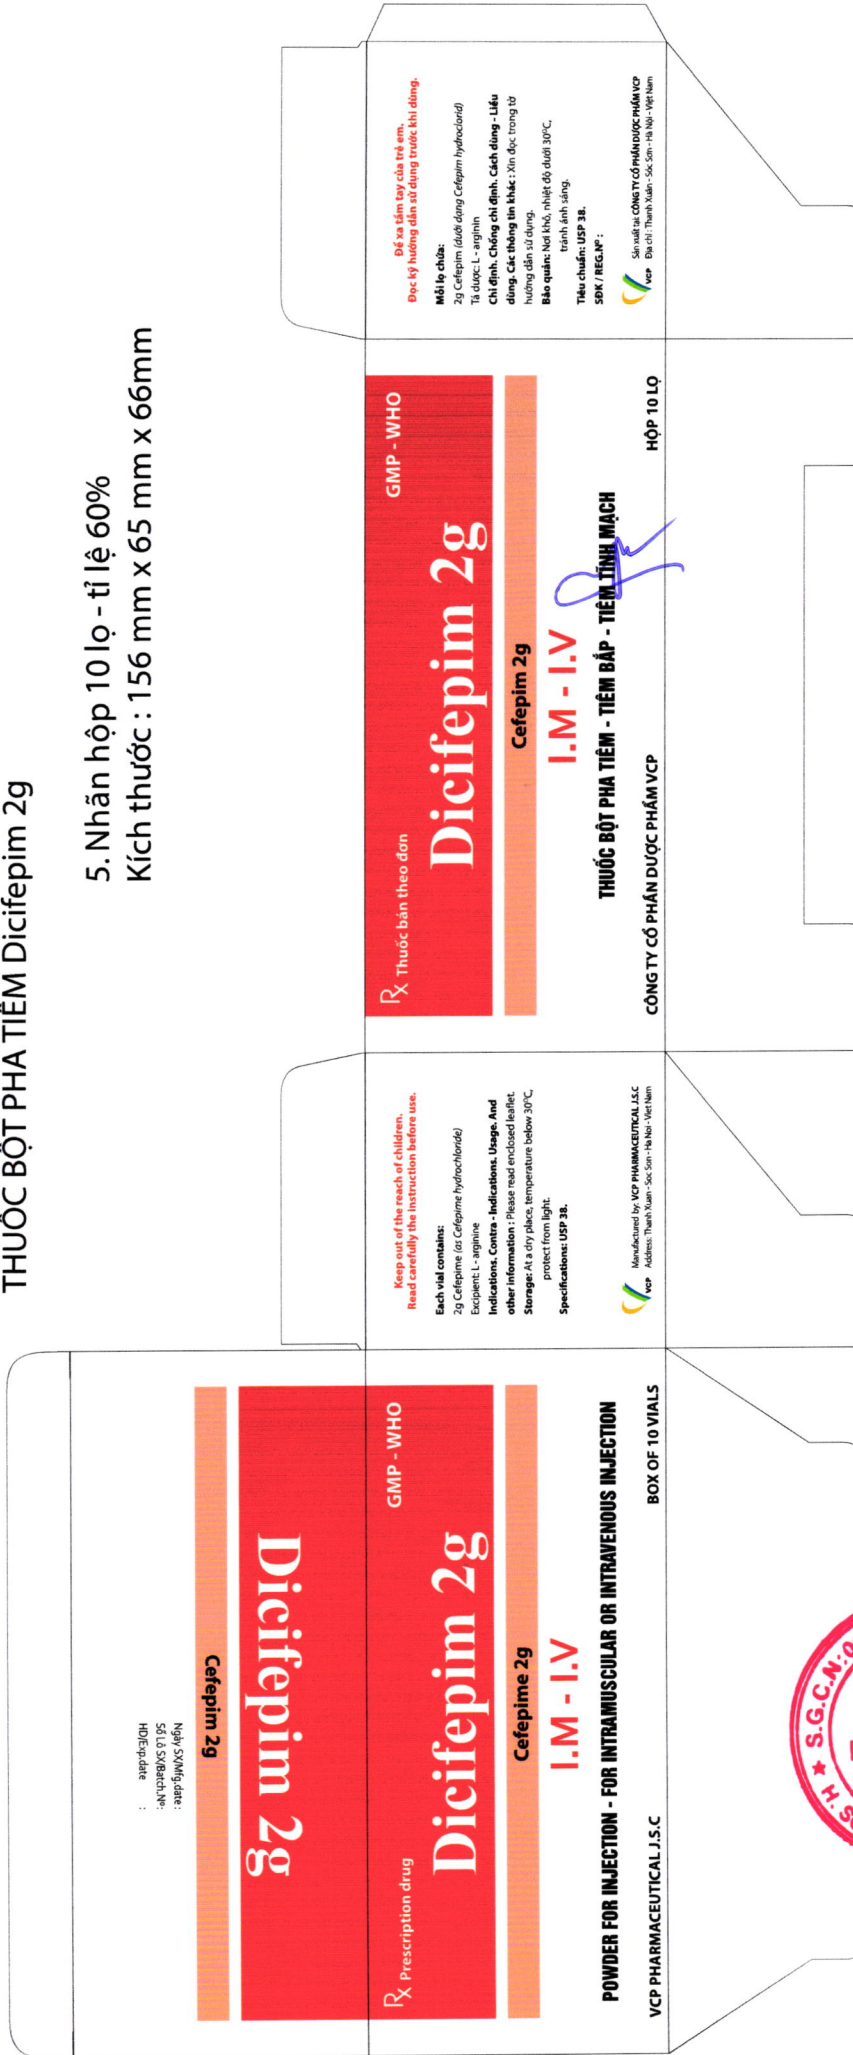 THUỐC BỘT PHA TIÊM Dicifepim 2g
5. Nhãn hộp 10 lọ - tỉ lệ 60%
Kích thước : 156 mm x 65 mm x 66mm
Ngày SX/Mfg.date :
Số Lô SX/Batch.Nº :
HD/Exp.date :
Cefepim 2g
Dicifepim 2g
Rx Prescription drug
GMP - WHO
Dicifepim 2g
Cefepime 2g
I.M - I.V
POWDER FOR INJECTION - FOR INTRAMUSCULAR OR INTRAVENOUS INJECTION
VCP PHARMACEUTICAL J.S.C
BOX OF 10 VIALS
Keep out of the reach of children.
Read carefully the instruction before use.
Each vial contains:
2g Cefepime (as Cefepime hydrochloride)
Excipient: L - arginine
Indications. Contra - Indications. Usage. And
other information : Please read enclosed leaflet.
Storage: At a dry place, temperature below 30ºC,
protect from light.
Specifications: USP 38.
VCP
Manufactured by: VCP PHARMACEUTICAL J.S.C
Address: Thanh Xuan - Soc Son - Ha Noi - Viet Nam
Rx Thuốc bán theo đơn
GMP - WHO
Dicifepim 2g
Cefepim 2g
I.M - I.V
THUỐC BỘT PHA TIÊM - TIÊM BẮP - TIÊM TĨNH MẠCH
CÔNG TY CỔ PHẦN DƯỢC PHẨM VCP
HỘP 10 LỌ
Để xa tầm tay của trẻ em.
Đọc kỹ hướng dẫn sử dụng trước khi dùng.
Mỗi lọ chứa:
2g Cefepim (dưới dạng Cefepim hydroclorid)
Tá dược: L - arginin
Chỉ định. Chống chỉ định. Cách dùng - Liều
dùng. Các thông tin khác : Xin đọc trong tờ
hướng dẫn sử dụng.
Bảo quản: Nơi khô, nhiệt độ dưới 30ºC,
tránh ánh sáng.
Tiêu chuẩn: USP 38.
SĐK / REG.Nº :
VCP
Sản xuất tại: CÔNG TY CỔ PHẦN DƯỢC PHẨM VCP
Địa chỉ : Thanh Xuân - Sóc Sơn - Hà Nội - Việt Nam
★ S.G.C.N:0